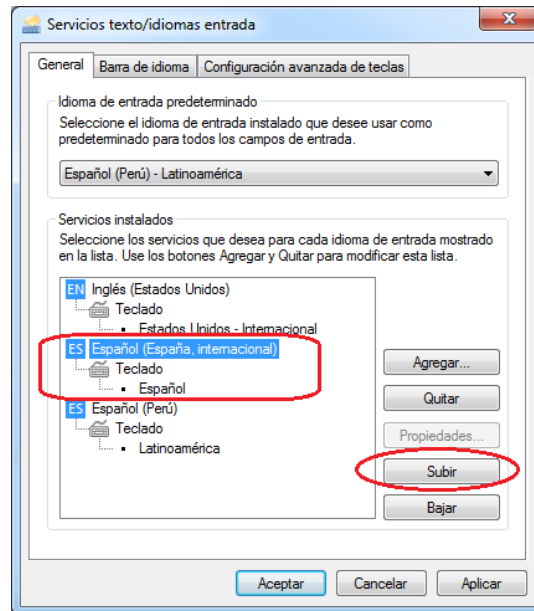 Servicios texto/idiomas entrada
General Barra de idioma Configuración avanzada de teclas
Idioma de entrada predeterminado
Seleccione el idioma de entrada instalado que desee usar como
predeterminado para todos los campos de entrada.
Español (Perú) - Latinoamérica
Servicios instalados
Seleccione los servicios que desea para cada idioma de entrada mostrado
en la lista. Use los botones Agregar y Quitar para modificar esta lista.
EN Inglés (Estados Unidos)
Teclado
Estados Unidos - Internacional
ES Español (España, internacional)
Teclado
Español
ES Español (Perú)
Teclado
Latinoamérica
Agregar...
Quitar
Propiedades...
Subir
Bajar
Aceptar Cancelar Aplicar